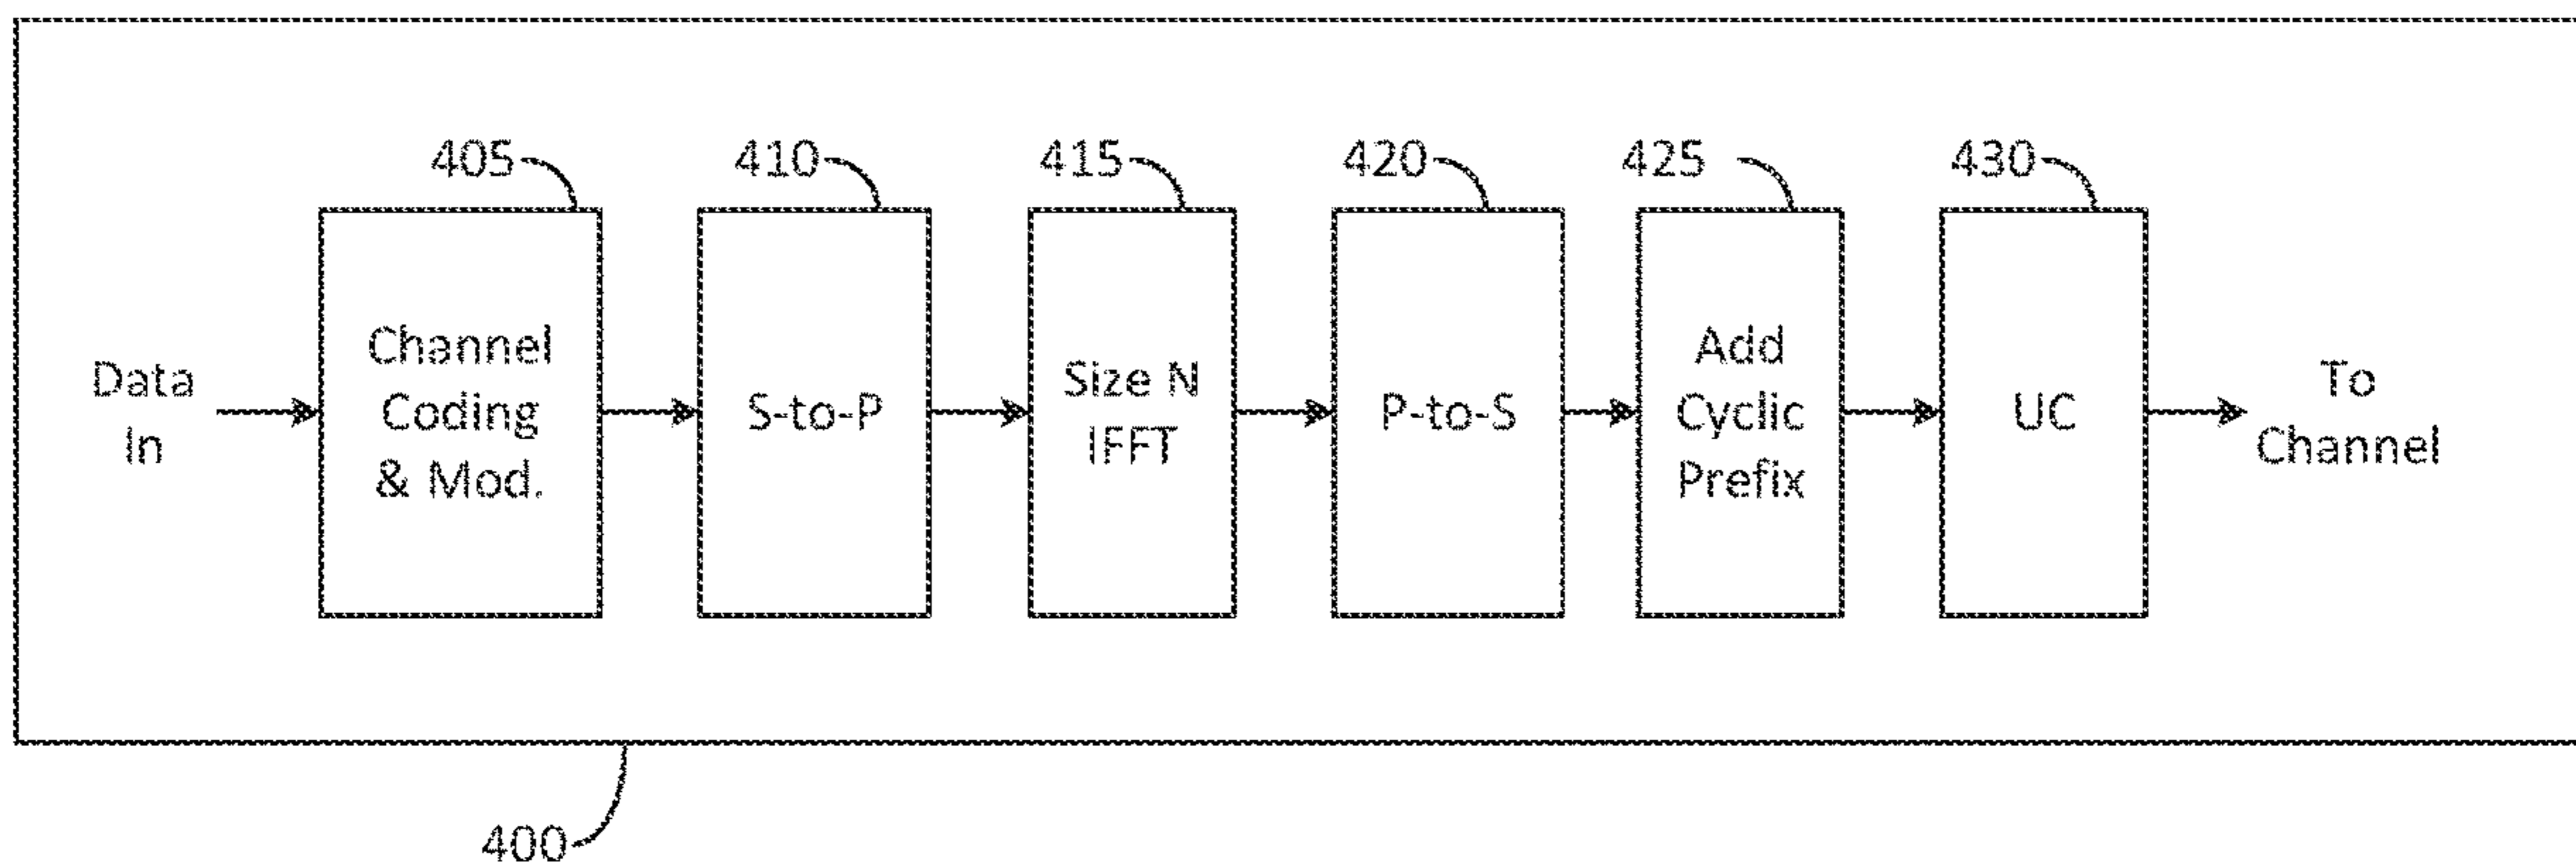 405
410
415
420
425
430
Data
In
Channel
Coding
& Mod.
S-to-P
Size N
IFFT
P-to-S
Add
Cyclic
Prefix
UC
To
Channel
400